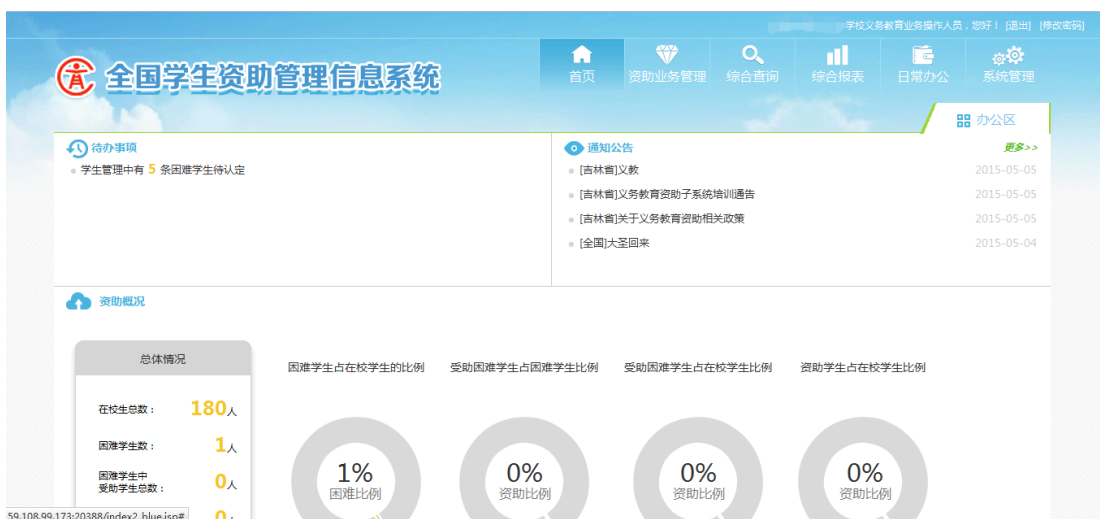 学校义务教育业务操作人员，您好！ [退出] [修改密码]
全国学生资助管理信息系统
首页 资助业务管理 综合查询 综合报表 日常办公 系统管理
办公区
待办事项
学生管理中有 5 条困难学生待认定
通知公告 更多>>
[吉林省]义教 2015-05-05
[吉林省]义务教育资助子系统培训通告 2015-05-05
[吉林省]关于义务教育资助相关政策 2015-05-05
[全国]大圣回来 2015-05-04
资助概况
总体情况
在校生总数： 180人
困难学生数： 1人
困难学生中
受助学生总数： 0人
困难学生占在校学生的比例 受助困难学生占困难学生比例 受助困难学生占在校学生比例 资助学生占在校学生比例
1% 0% 0% 0%
困难比例 资助比例 资助比例 资助比例
59.108.99.173:20388/index2_blue.jsp#